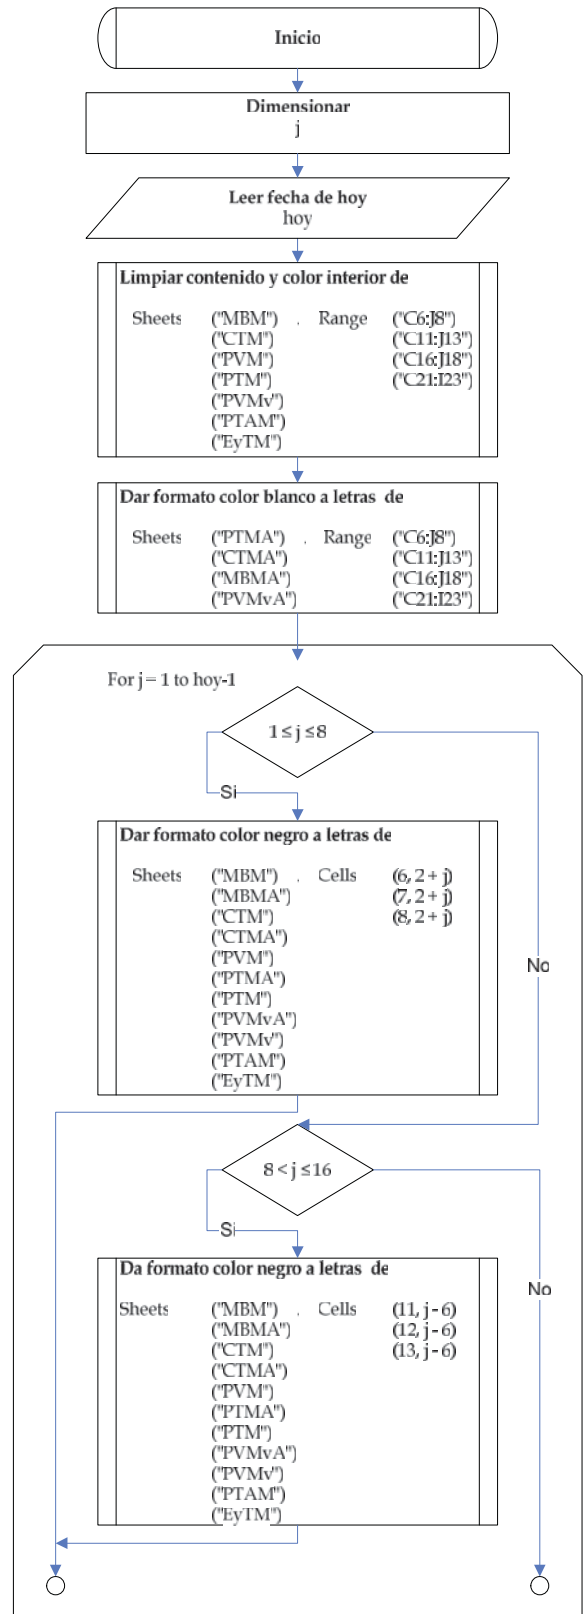 Inicio
Dimensionar
j
Leer fecha de hoy
hoy
Limpiar contenido y color interior de
Sheets ("MBM") . Range ("C6:J8")
("CTM") ("C11:J13")
("PVM") ("C16:J18")
("PTM") ("C21:I23")
("PVMv")
("PTAM")
("EyTM")
Dar formato color blanco a letras de
Sheets ("PTMA") . Range ("C6:J8")
("CTMA") ("C11:J13")
("MBMA") ("C16:J18")
("PVMvA") ("C21:I23")
For j = 1 to hoy-1
1 ≤ j ≤ 8
Si
Dar formato color negro a letras de
Sheets ("MBM") . Cells (6, 2 + j)
("MBMA") (7, 2 + j)
("CTM") (8, 2 + j)
("CTMA")
("PVM")
("PTMA")
("PTM")
("PVMvA")
("PVMv")
("PTAM")
("EyTM")
No
8 < j ≤ 16
Si
Da formato color negro a letras de
Sheets ("MBM") . Cells (11, j - 6)
("MBMA") (12, j - 6)
("CTM") (13, j - 6)
("CTMA")
("PVM")
("PTMA")
("PTM")
("PVMvA")
("PVMv")
("PTAM")
("EyTM")
No